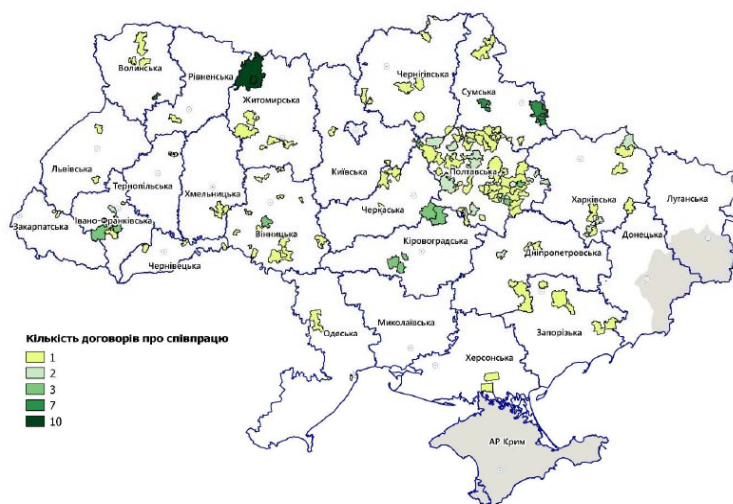 Волинська
Рівненська
Житомирська
Чернігівська
Сумська
Львівська
Тернопільська
Хмельницька
Київська
Полтавська
Харківська
Луганська
Закарпатська
Івано-Франківська
Чернівецька
Вінницька
Черкаська
Кіровоградська
Дніпропетровська
Донецька
Одеська
Миколаївська
Запорізька
Херсонська
АР Крим
Кількість договорів про співпрацю
1
2
3
7
10